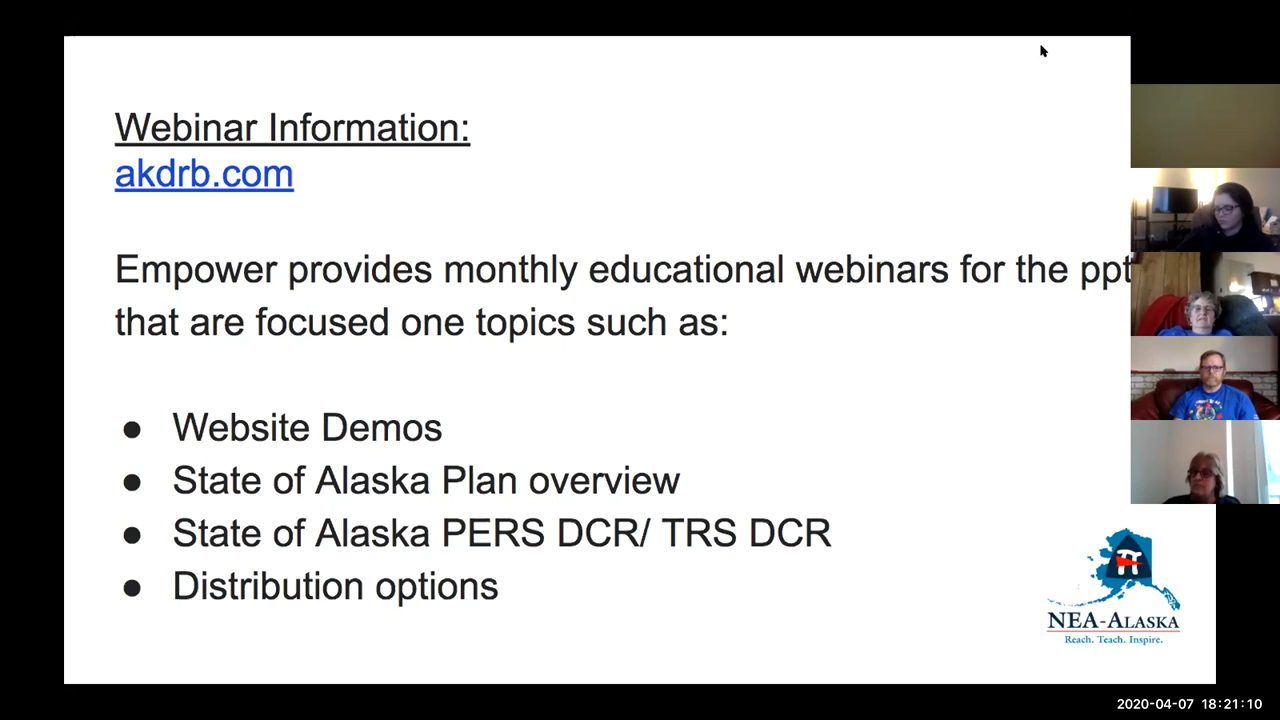 Webinar Information:
akdrb.com
Empower provides monthly educational webinars for the ppt
that are focused one topics such as:
● Website Demos
● State of Alaska Plan overview
● State of Alaska PERS DCR/ TRS DCR
● Distribution options
NEA-ALASKA
Reach. Teach. Inspire.
2020-04-07 18:21:10